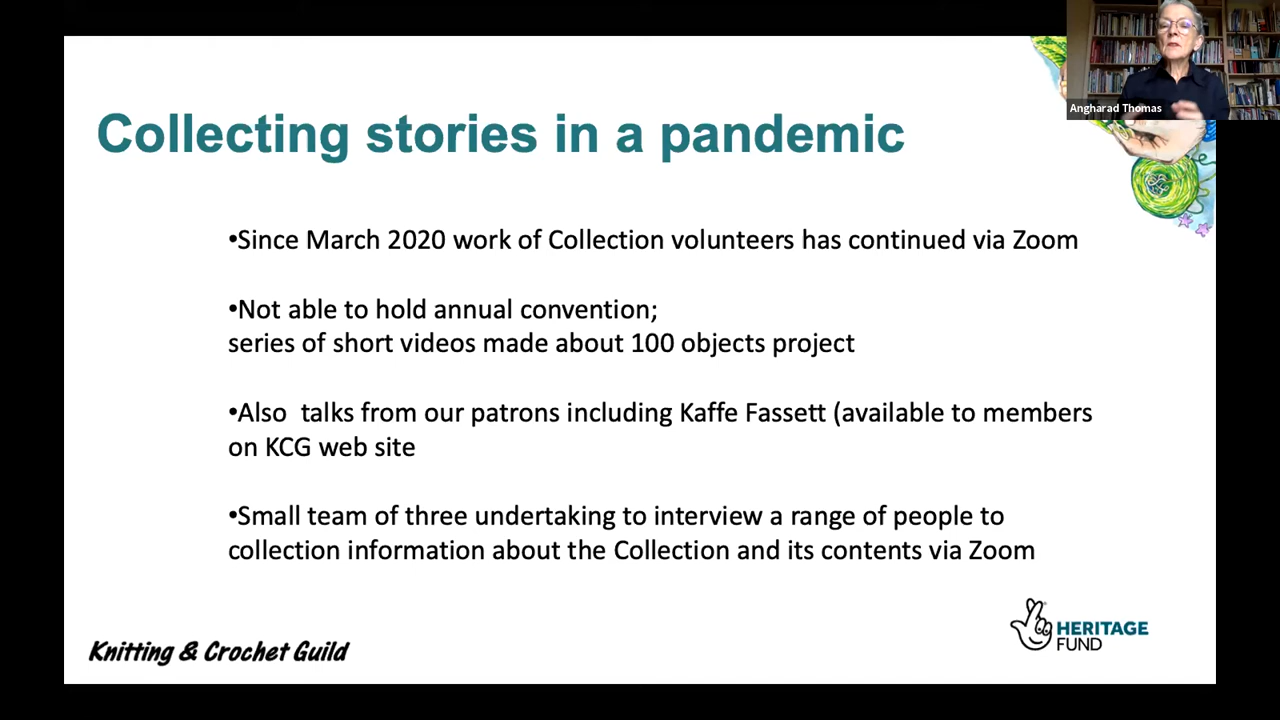 Angharad Thomas
Collecting stories in a pandemic
•Since March 2020 work of Collection volunteers has continued via Zoom
•Not able to hold annual convention;
series of short videos made about 100 objects project
•Also  talks from our patrons including Kaffe Fassett (available to members
on KCG web site
•Small team of three undertaking to interview a range of people to
collection information about the Collection and its contents via Zoom
Knitting & Crochet Guild
HERITAGE
FUND